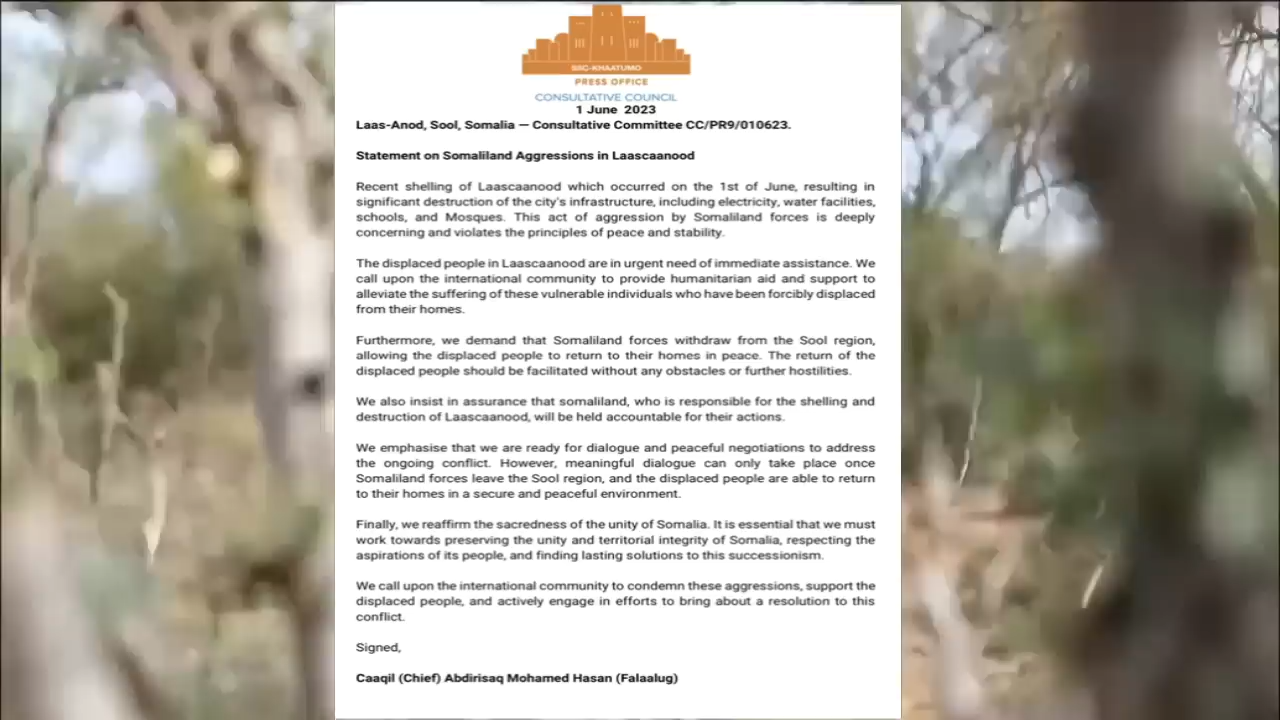 SSC-KHAATUMO
PRESS OFFICE
CONSULTATIVE COUNCIL
1 June 2023
Laas-Anod, Sool, Somalia — Consultative Committee CC/PR9/010623.
Statement on Somaliland Aggressions in Laascaanood
Recent shelling of Laascaanood which occurred on the 1st of June, resulting in
significant destruction of the city's infrastructure, including electricity, water facilities,
schools, and Mosques. This act of aggression by Somaliland forces is deeply
concerning and violates the principles of peace and stability.
The displaced people in Laascaanood are in urgent need of immediate assistance. We
call upon the international community to provide humanitarian aid and support to
alleviate the suffering of these vulnerable individuals who have been forcibly displaced
from their homes.
Furthermore, we demand that Somaliland forces withdraw from the Sool region,
allowing the displaced people to return to their homes in peace. The return of the
displaced people should be facilitated without any obstacles or further hostilities.
We also insist in assurance that somaliland, who is responsible for the shelling and
destruction of Laascaanood, will be held accountable for their actions.
We emphasise that we are ready for dialogue and peaceful negotiations to address
the ongoing conflict. However, meaningful dialogue can only take place once
Somaliland forces leave the Sool region, and the displaced people are able to return
to their homes in a secure and peaceful environment.
Finally, we reaffirm the sacredness of the unity of Somalia. It is essential that we must
work towards preserving the unity and territorial integrity of Somalia, respecting the
aspirations of its people, and finding lasting solutions to this successionism.
We call upon the international community to condemn these aggressions, support the
displaced people, and actively engage in efforts to bring about a resolution to this
conflict.
Signed,
Caaqil (Chief) Abdirisaq Mohamed Hasan (Falaalug)